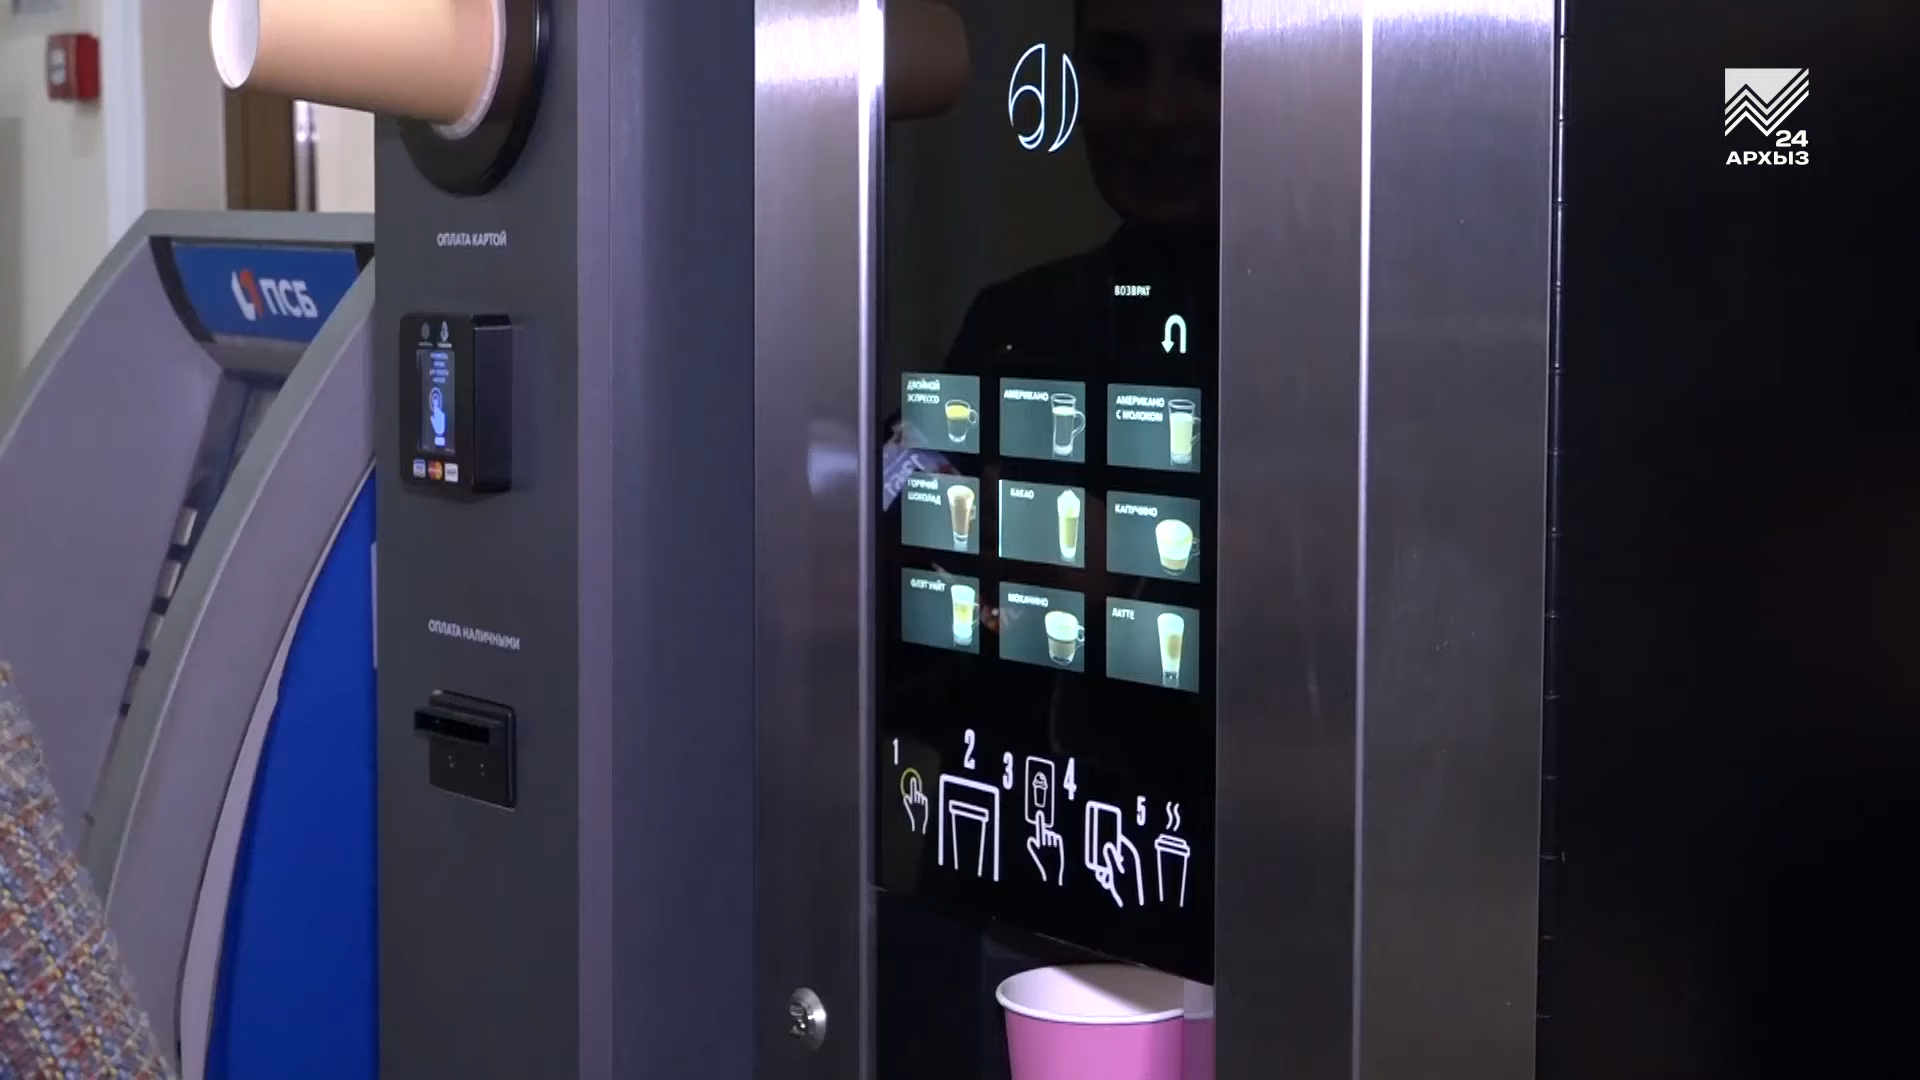 24
АРХЫЗ
ОПЛАТА КАРТОЙ
ПСБ
ВОЗВРАТ
ДВОЙНОЙ
ЭСПРЕССО
АМЕРИКАНО
АМЕРИКАНО
С МОЛОКОМ
ГОРЯЧИЙ
ШОКОЛАД
КАКАО
КАПУЧИНО
ФЛЭТ УАЙТ
МОКАЧИНО
ЛАТТЕ
ОПЛАТА НАЛИЧНЫМИ
1
2
3
4
5